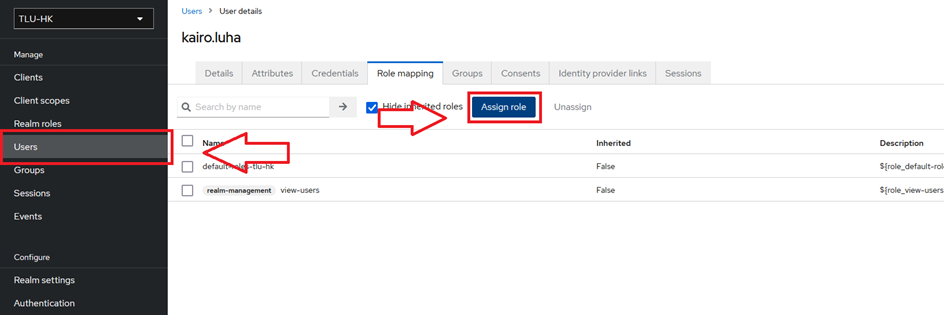 TLU-HK
Manage
Clients
Client scopes
Realm roles
Users
Groups
Sessions
Events
Configure
Realm settings
Authentication
Users > User details
kairo.luha
Details Attributes Credentials Role mapping Groups Consents Identity provider links Sessions
Search by name Hide inherited roles Assign role Unassign
Name Inherited Description
default-roles-tlu-hk False ${role_default-rol
realm-management view-users False ${role_view-users